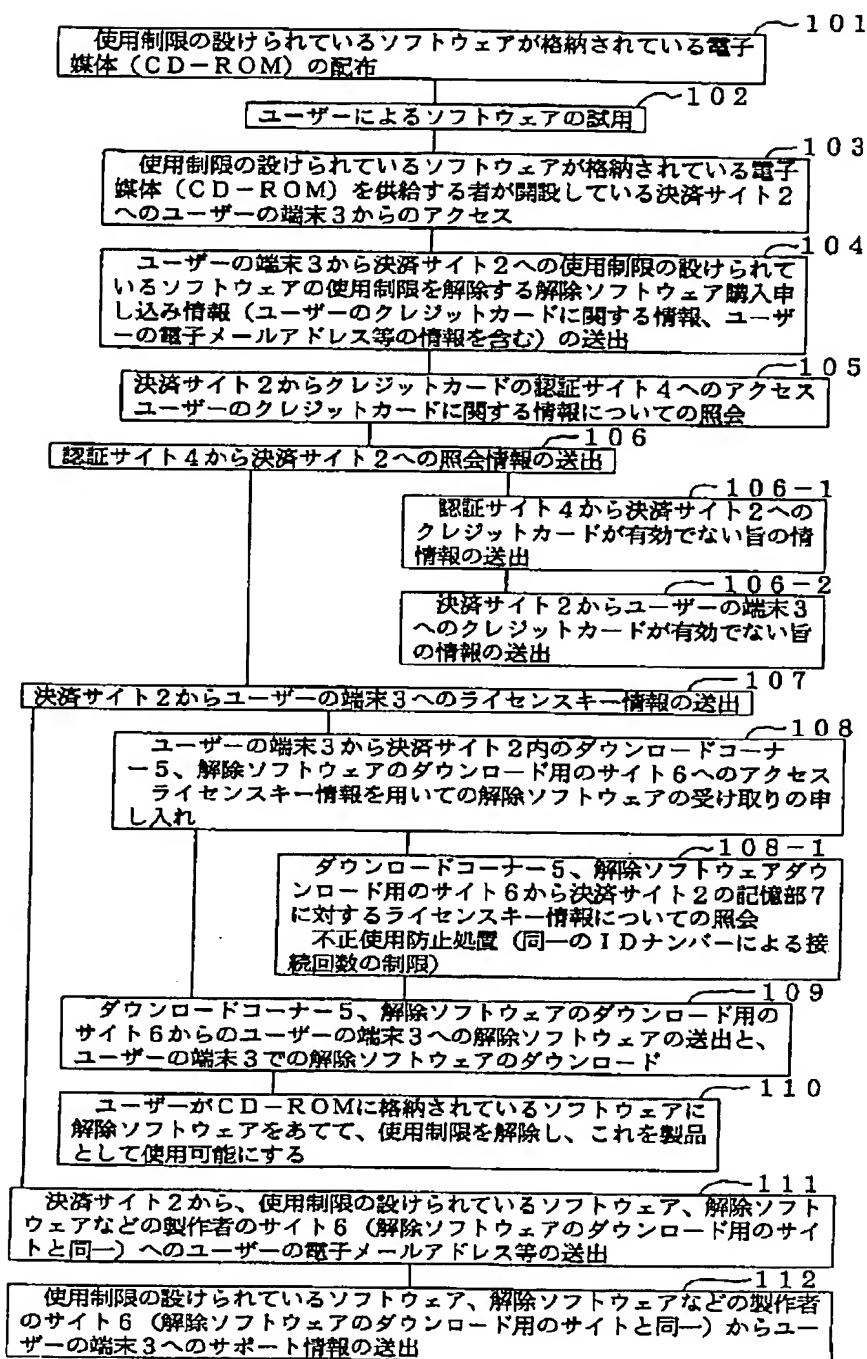 101
使用制限の設けられているソフトウェアが格納されている電子
媒体(CD-ROM)の配布
102
ユーザーによるソフトウェアの試用
103
使用制限の設けられているソフトウェアが格納されている電子
媒体(CD-ROM)を供給する者が開設している決済サイト2
へのユーザーの端末3からのアクセス
104
ユーザーの端末3から決済サイト2への使用制限の設けられて
いるソフトウェアの使用制限を解除する解除ソフトウェア購入申
し込み情報(ユーザーのクレジットカードに関する情報、ユーザ
ーの電子メールアドレス等の情報を含む)の送出
105
決済サイト2からクレジットカードの認証サイト4へのアクセス
ユーザーのクレジットカードに関する情報についての照会
106
認証サイト4から決済サイト2への照会情報の送出
106-1
認証サイト4から決済サイト2への
クレジットカードが有効でない旨の情
情報の送出
106-2
決済サイト2からユーザーの端末3
へのクレジットカードが有効でない旨
の情報の送出
107
決済サイト2からユーザーの端末3へのライセンスキー情報の送出
108
ユーザーの端末3から決済サイト2内のダウンロードコーナ
ー5、解除ソフトウェアのダウンロード用のサイト6へのアクセス
ライセンスキー情報を用いての解除ソフトウェアの受け取りの申
し入れ
108-1
ダウンロードコーナー5、解除ソフトウェアダウ
ンロード用のサイト6から決済サイト2の記憶部7
に対するライセンスキー情報についての照会
不正使用防止処置(同一のIDナンバーによる接
続回数の制限)
109
ダウンロードコーナー5、解除ソフトウェアのダウンロード用の
サイト6からのユーザーの端末3への解除ソフトウェアの送出と、
ユーザーの端末3での解除ソフトウェアのダウンロード
110
ユーザーがCD-ROMに格納されているソフトウェアに
解除ソフトウェアをあてて、使用制限を解除し、これを製品
として使用可能にする
111
決済サイト2から、使用制限の設けられているソフトウェア、解除ソフト
ウェアなどの製作者のサイト6(解除ソフトウェアのダウンロード用のサイ
トと同一)へのユーザーの電子メールアドレス等の送出
112
使用制限の設けられているソフトウェア、解除ソフトウェアなどの製作者
のサイト6(解除ソフトウェアのダウンロード用のサイトと同一)からユー
ザーの端末3へのサポート情報の送出